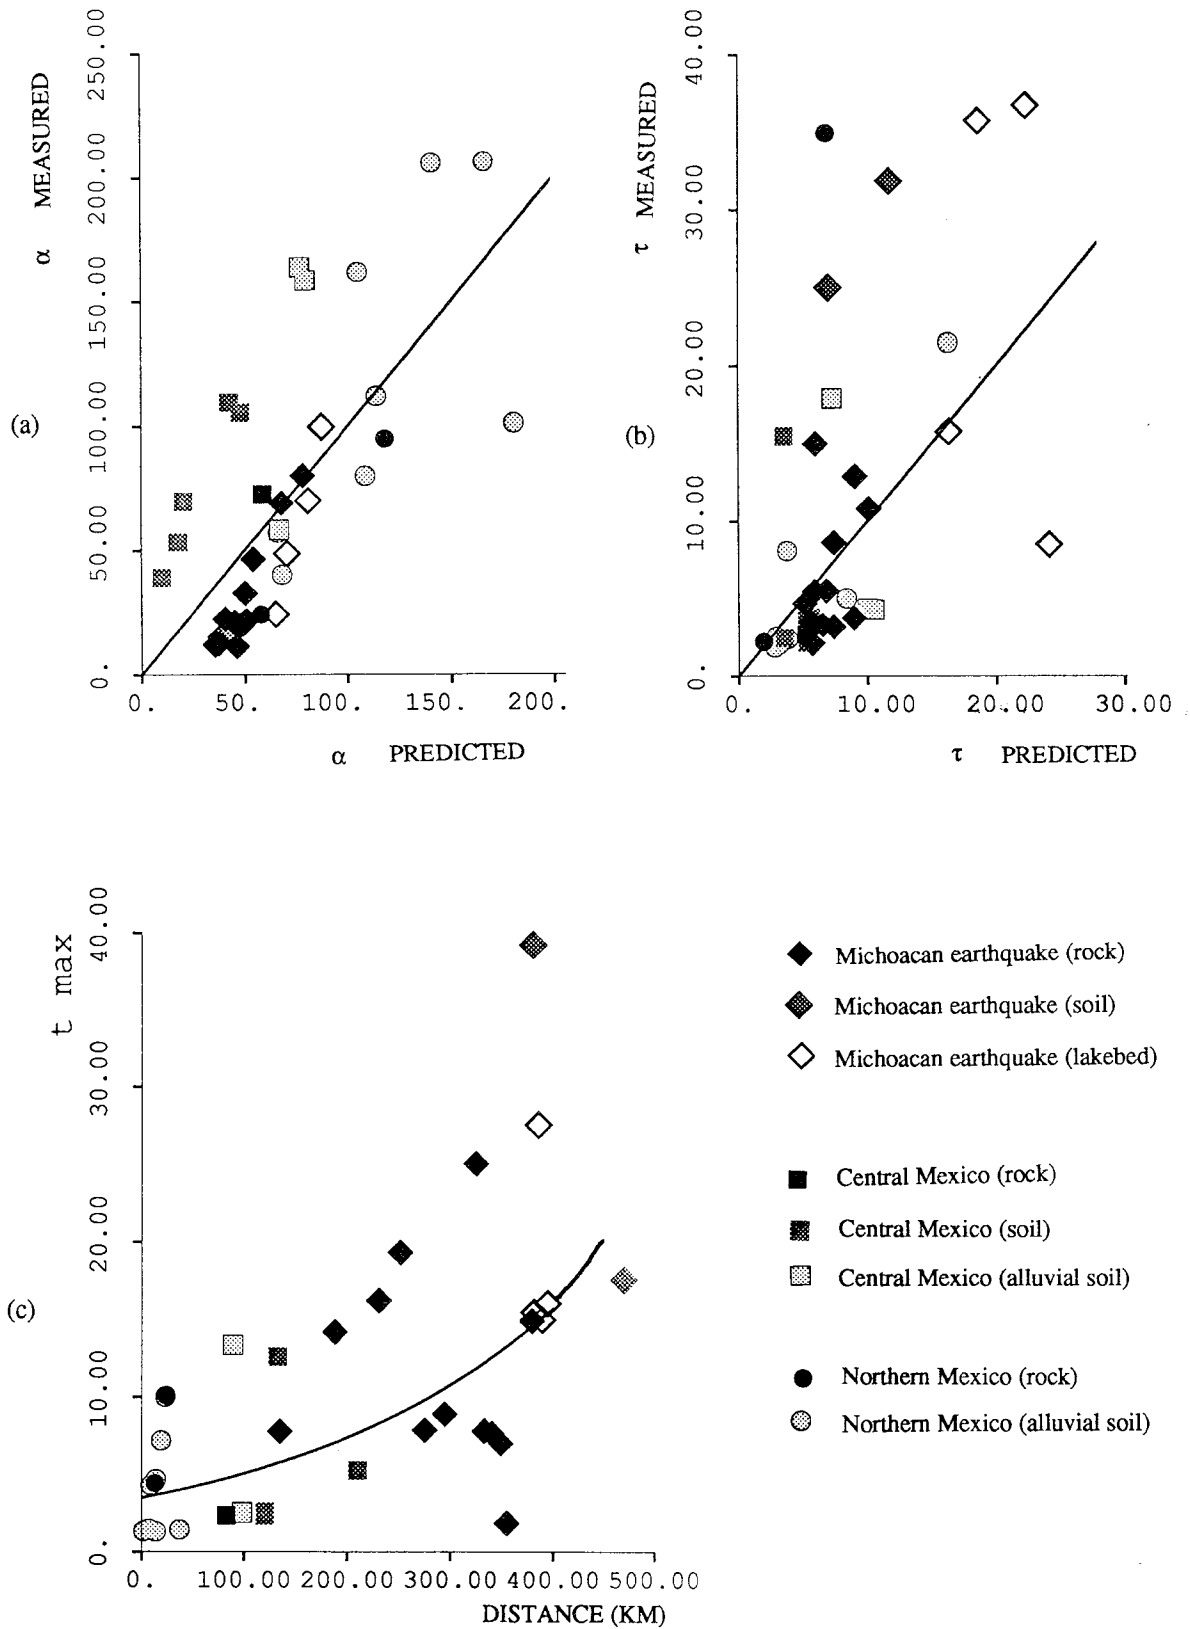 (a)
α MEASURED
0. 50.00 100.00 150.00 200.00 250.00
0. 50. 100. 150. 200.
α PREDICTED
(b)
τ MEASURED
0. 10.00 20.00 30.00 40.00
0. 10.00 20.00 30.00
τ PREDICTED
(c)
t max
0. 10.00 20.00 30.00 40.00
0. 100.00 200.00 300.00 400.00 500.00
DISTANCE (KM)
Michoacan earthquake (rock)
Michoacan earthquake (soil)
Michoacan earthquake (lakebed)
Central Mexico (rock)
Central Mexico (soil)
Central Mexico (alluvial soil)
Northern Mexico (rock)
Northern Mexico (alluvial soil)